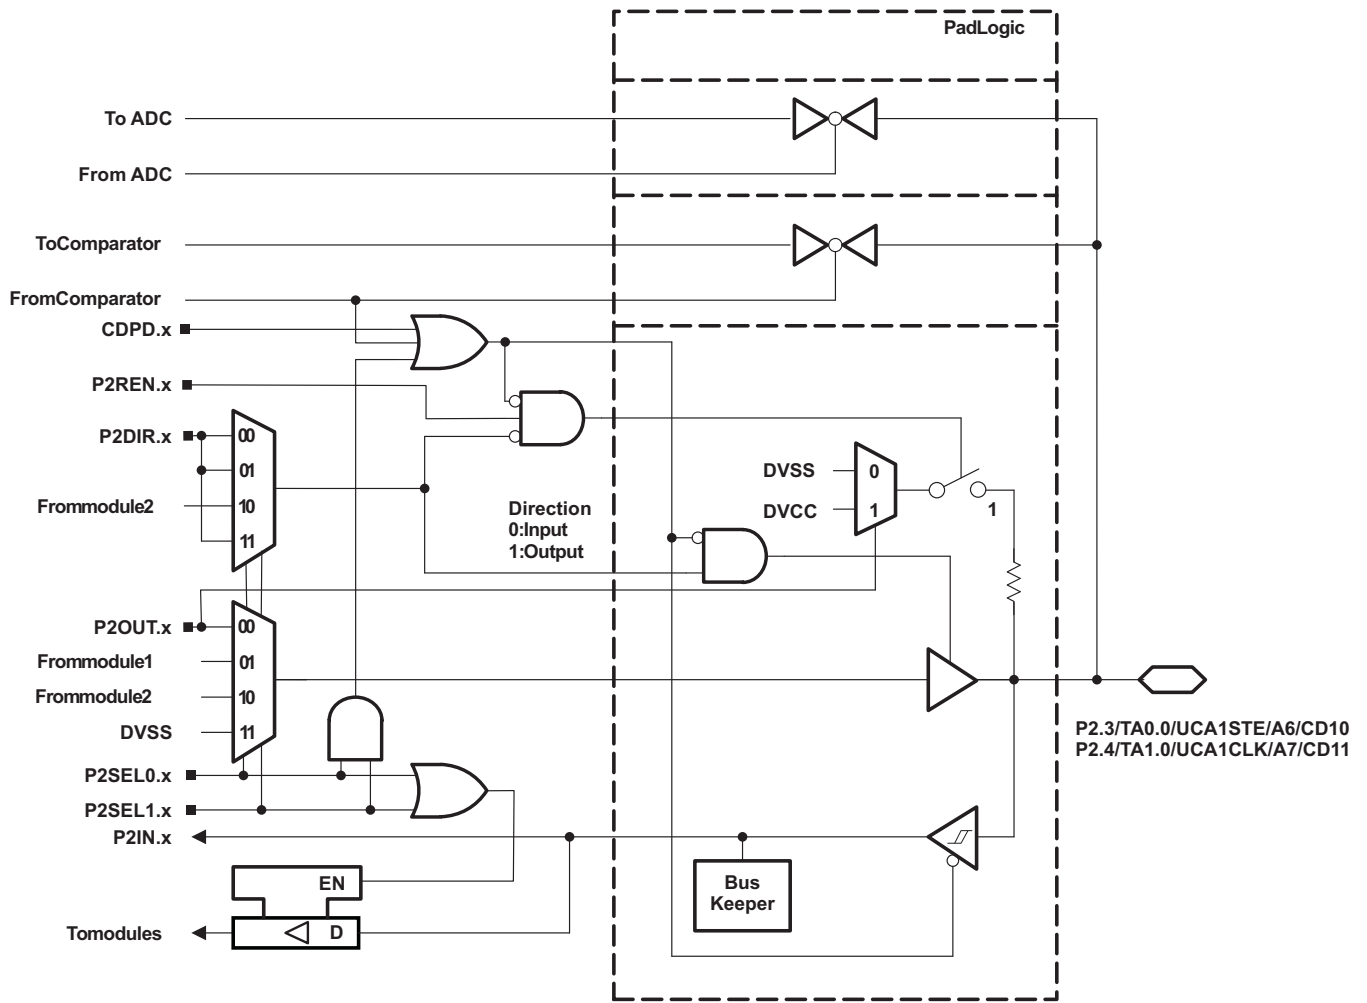 PadLogic
To ADC
From ADC
ToComparator
FromComparator
CDPD.x
P2REN.x
P2DIR.x
00
01
Frommodule2
10
11
Direction
0:Input
1:Output
DVSS
0
DVCC
1
1
P2OUT.x
00
Frommodule1
01
Frommodule2
10
DVSS
11
P2.3/TA0.0/UCA1STE/A6/CD10
P2.4/TA1.0/UCA1CLK/A7/CD11
P2SEL0.x
P2SEL1.x
P2IN.x
EN
Bus
Keeper
Tomodules
D